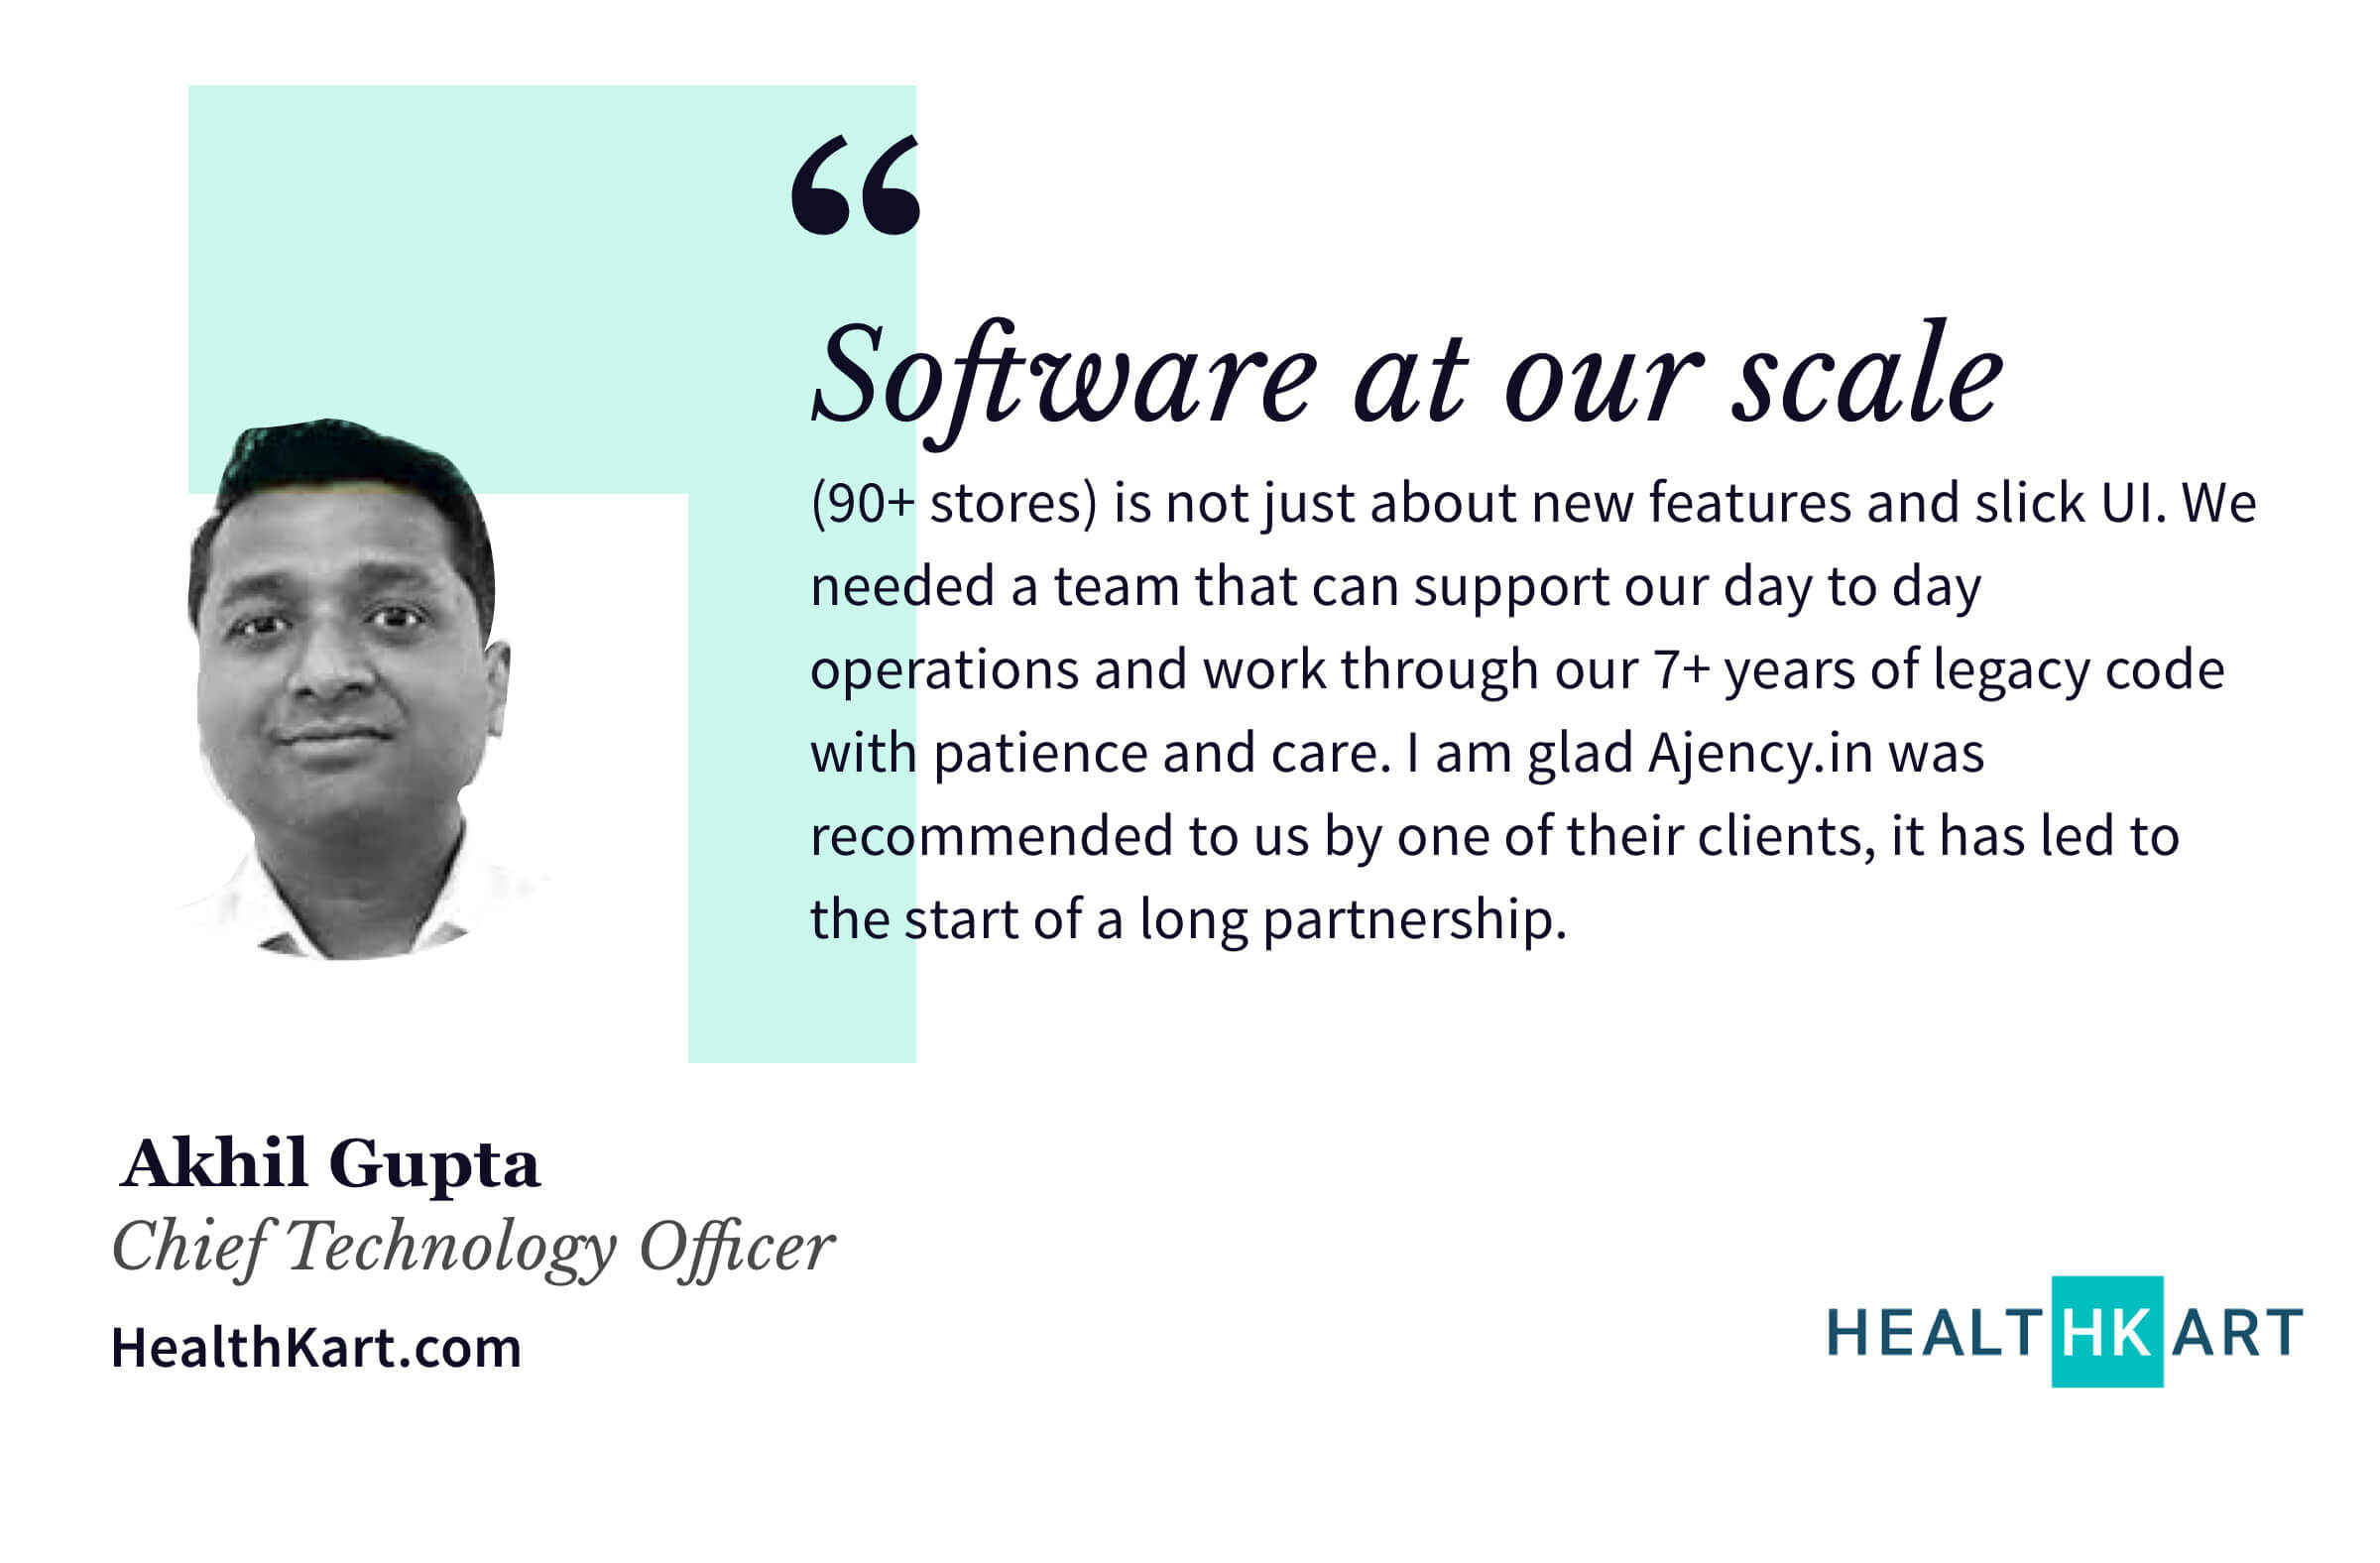 “
Software at our scale
(90+ stores) is not just about new features and slick UI. We
needed a team that can support our day to day
operations and work through our 7+ years of legacy code
with patience and care. I am glad Ajency.in was
recommended to us by one of their clients, it has led to
the start of a long partnership.
Akhil Gupta
Chief Technology Officer
HealthKart.com
HEALTHKART